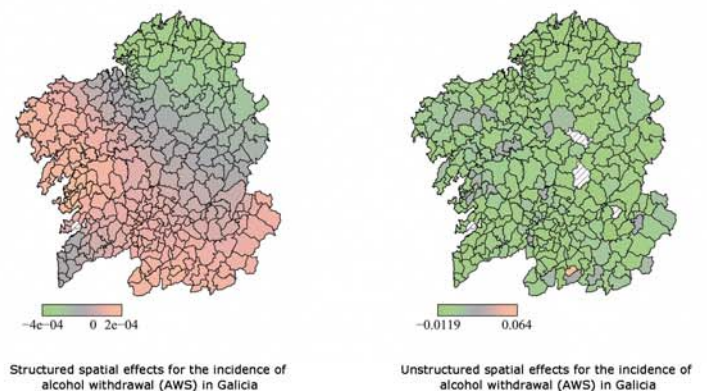 −4e−04 0 2e−04
−0.0119 0.064
Structured spatial effects for the incidence of
alcohol withdrawal (AWS) in Galicia
Unstructured spatial effects for the incidence of
alcohol withdrawal (AWS) in Galicia